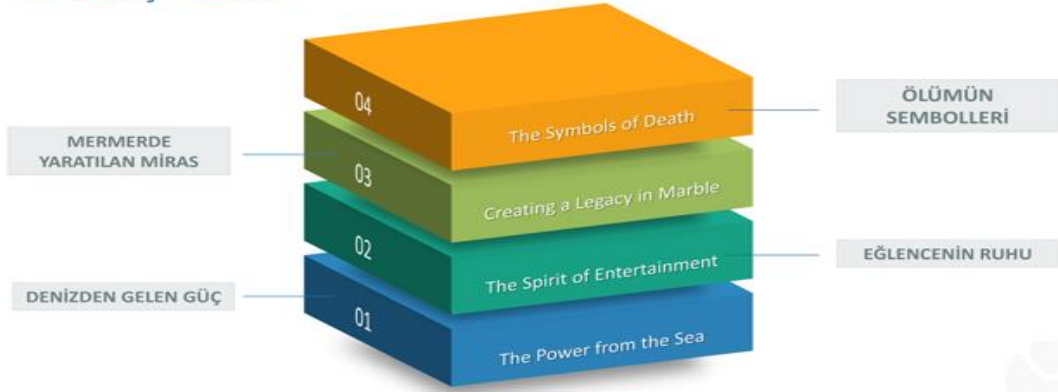 04
The Symbols of Death
ÖLÜMÜN
SEMBOLLERİ
MERMERDE
YARATILAN MİRAS
03
Creating a Legacy in Marble
02
The Spirit of Entertainment
EĞLENCENİN RUHU
DENİZDEN GELEN GÜÇ
01
The Power from the Sea